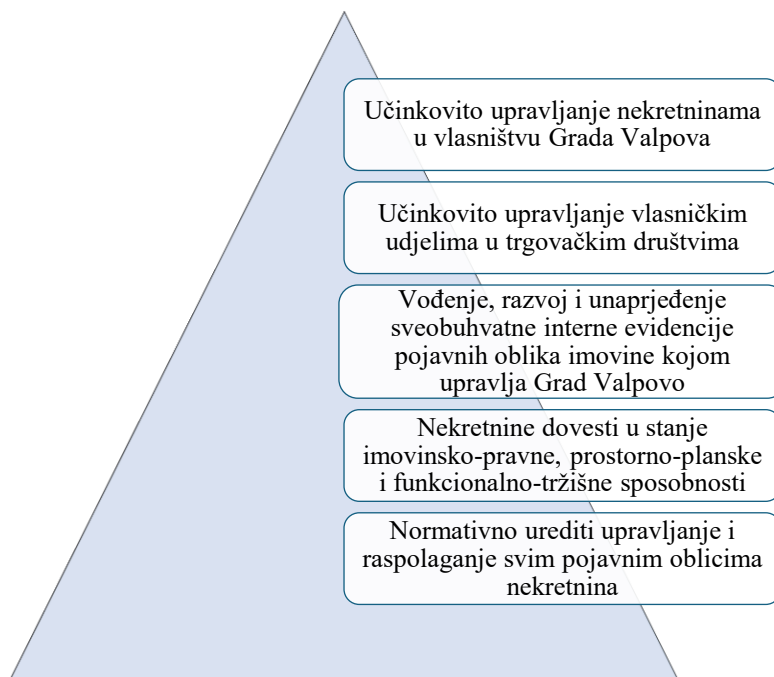 Učinkovito upravljanje nekretninama
u vlasništvu Grada Valpova
Učinkovito upravljanje vlasničkim
udjelima u trgovačkim društvima
Vođenje, razvoj i unaprjeđenje
sveobuhvatne interne evidencije
pojavnih oblika imovine kojom
upravlja Grad Valpovo
Nekretnine dovesti u stanje
imovinsko-pravne, prostorno-planske
i funkcionalno-tržišne sposobnosti
Normativno urediti upravljanje i
raspolaganje svim pojavnim oblicima
nekretnina